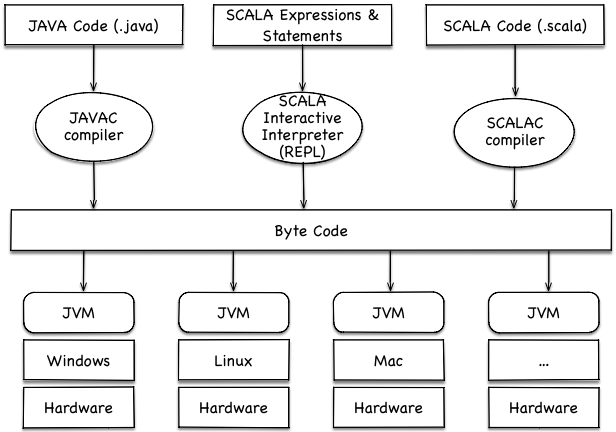 JAVA Code (.java)
SCALA Expressions &
Statements
SCALA Code (.scala)
JAVAC
compiler
SCALA
Interactive
Interpreter
(REPL)
SCALAC
compiler
Byte Code
JVM
JVM
JVM
JVM
Windows
Linux
Mac
...
Hardware
Hardware
Hardware
Hardware